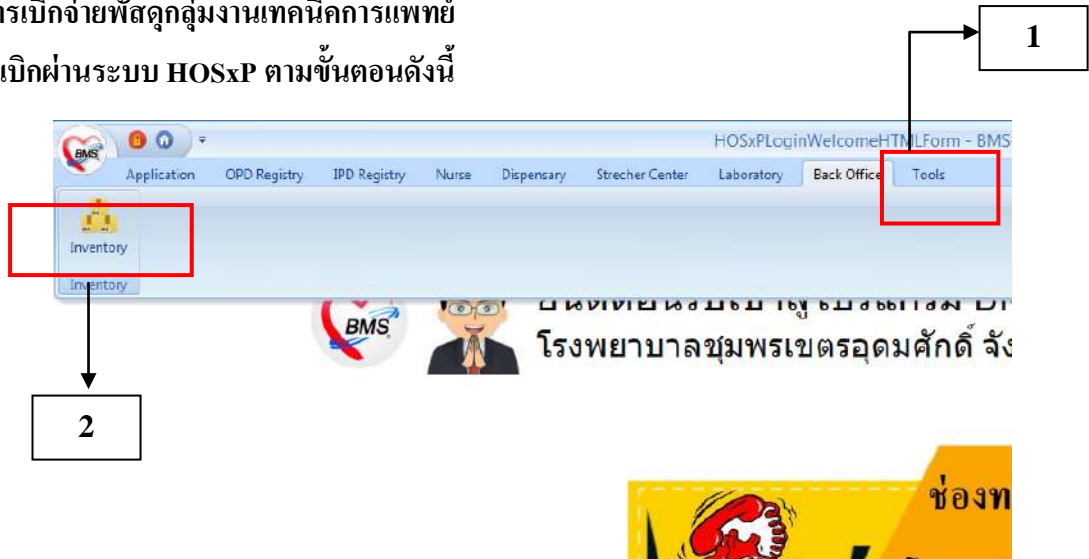 การเบิกจ่ายพัสดุกลุ่มงานเทคนิคการแพทย์
เบิกผ่านระบบ HOSxP ตามขั้นตอนดังนี้
1
HOSxPLoginWelcomeHTMLForm - BMS
BMS
Application OPD Registry IPD Registry Nurse Dispensary Strecher Center Laboratory Back Office Tools
Inventory
Inventory
BMS
โรงพยาบาลชุมพรเขตรอุดมศักดิ์ จัง
2
ช่องท